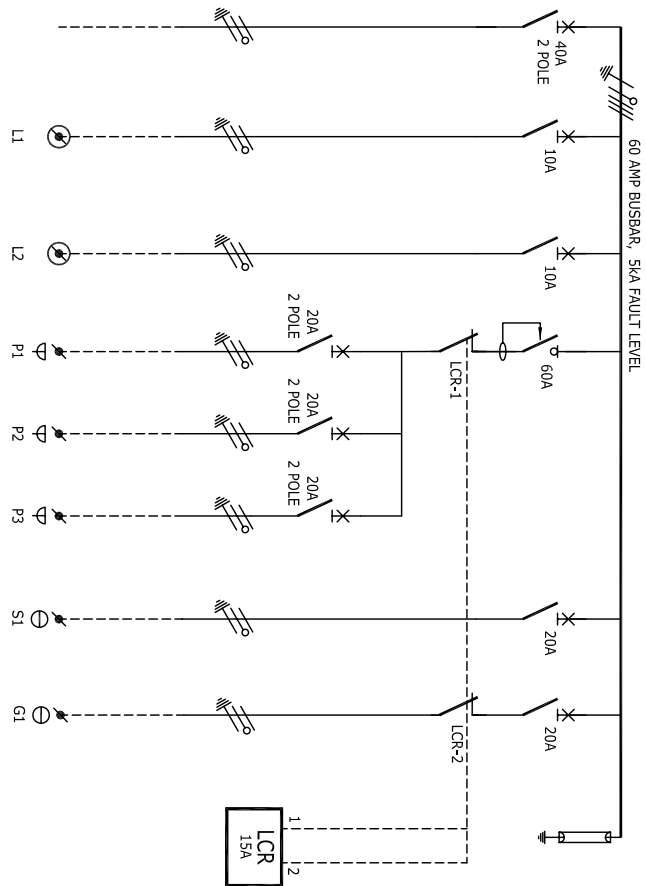 60 AMP BUSBAR, 5kA FAULT LEVEL
40A
2 POLE
10A
10A
60A
20A
20A
LCR-1
LCR-2
20A
2 POLE
20A
2 POLE
20A
2 POLE
1
2
LCR
15A
L1
L2
P1
P2
P3
S1
G1